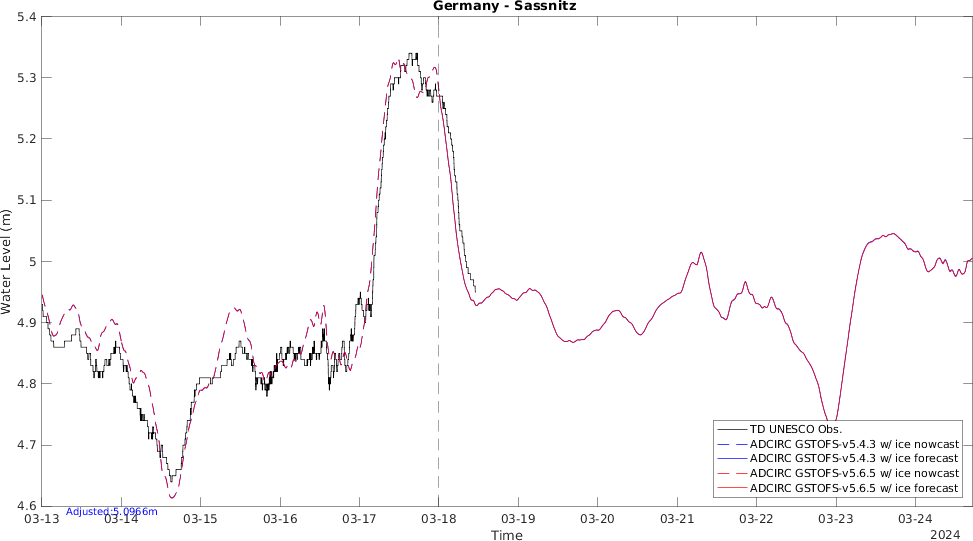 Germany - Sassnitz
5.4
5.3
5.2
5.1
5
4.9
4.8
4.7
4.6
Water Level (m)
TD UNESCO Obs.
ADCIRC GSTOFS-v5.4.3 w/ ice nowcast
ADCIRC GSTOFS-v5.4.3 w/ ice forecast
ADCIRC GSTOFS-v5.6.5 w/ ice nowcast
ADCIRC GSTOFS-v5.6.5 w/ ice forecast
Adjusted:5.0966m
03-13 03-14 03-15 03-16 03-17 03-18 03-19 03-20 03-21 03-22 03-23 03-24
Time
2024